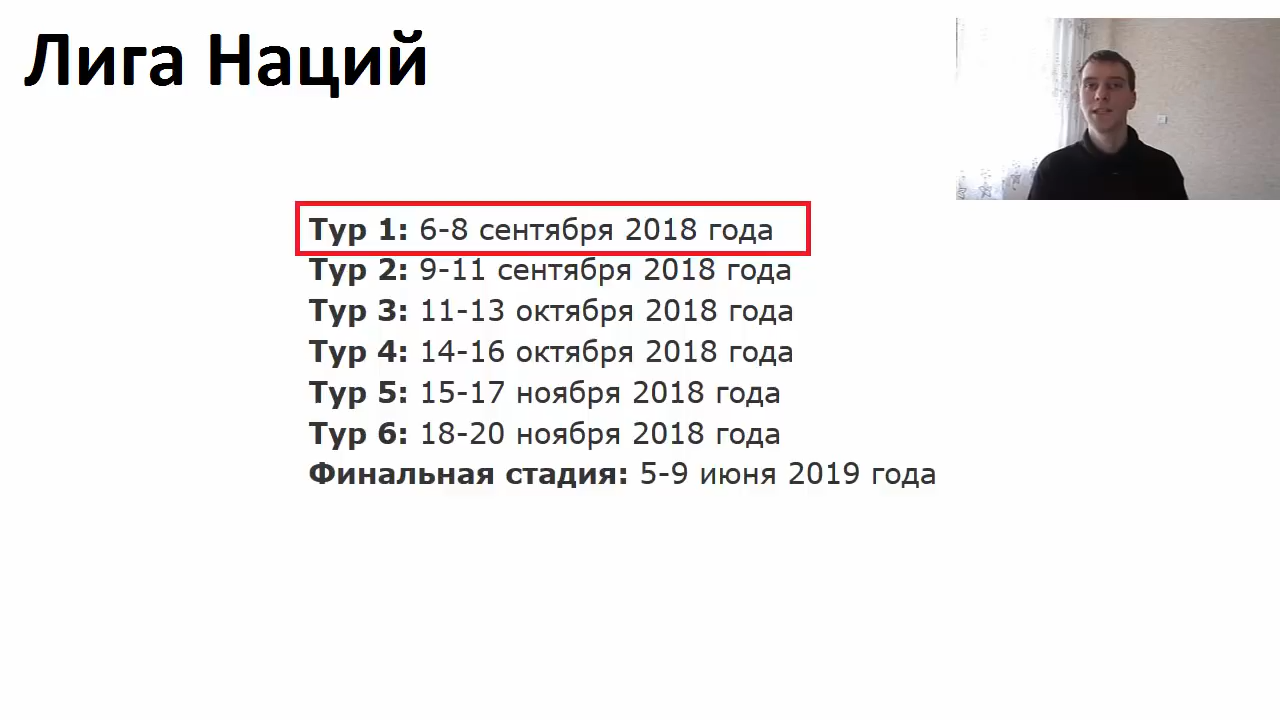 Лига Наций
Тур 1: 6-8 сентября 2018 года
Тур 2: 9-11 сентября 2018 года
Тур 3: 11-13 октября 2018 года
Тур 4: 14-16 октября 2018 года
Тур 5: 15-17 ноября 2018 года
Тур 6: 18-20 ноября 2018 года
Финальная стадия: 5-9 июня 2019 года